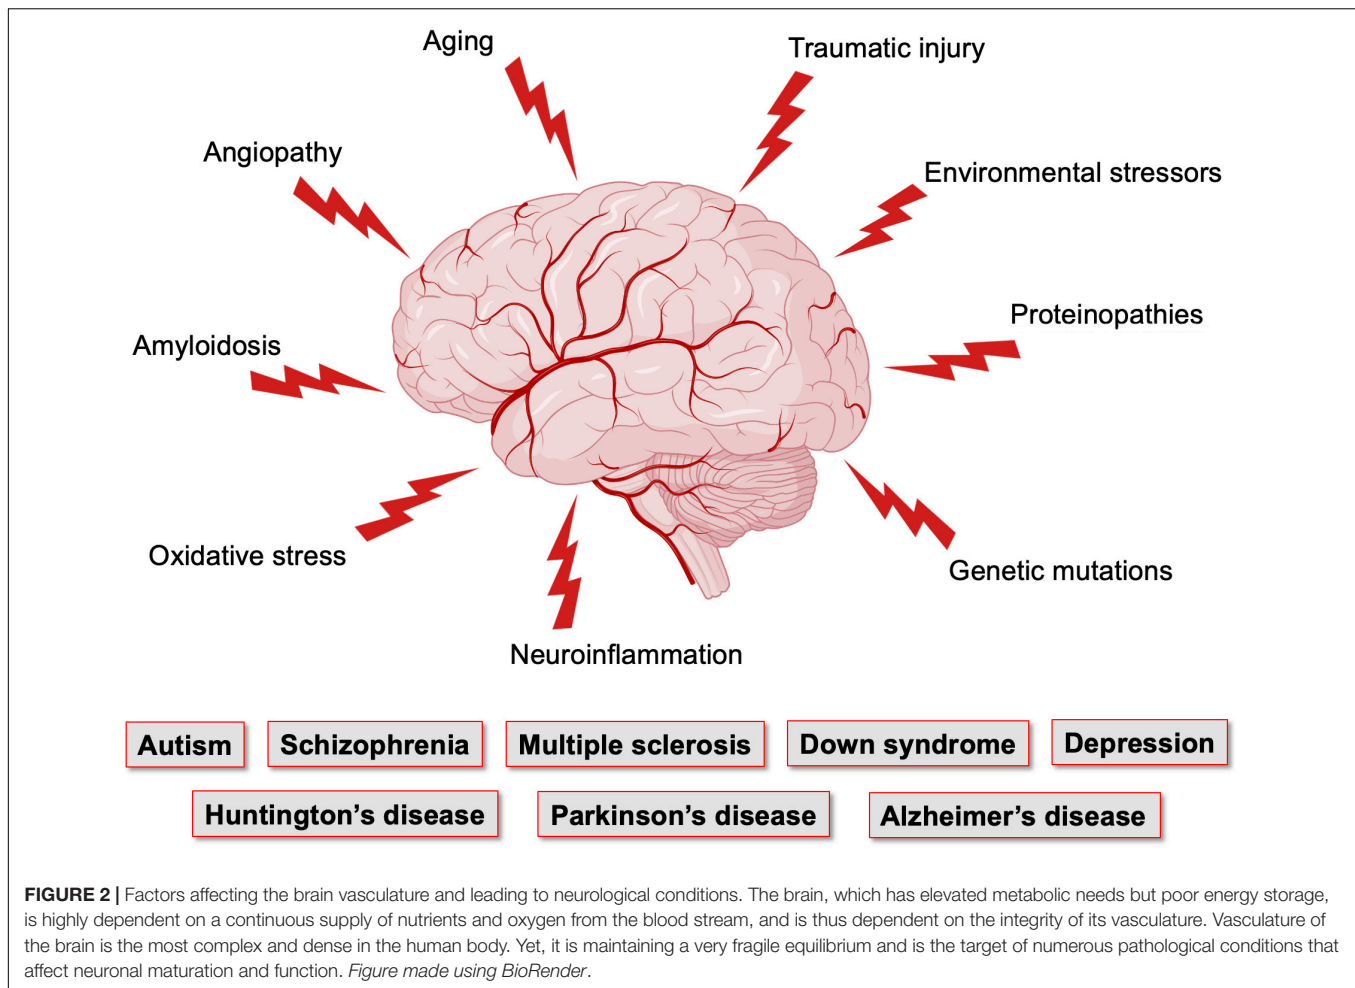 Aging
Traumatic injury
Angiopathy
Environmental stressors
Proteinopathies
Amyloidosis
Oxidative stress
Genetic mutations
Neuroinflammation
Autism
Schizophrenia
Multiple sclerosis
Down syndrome
Depression
Huntington’s disease
Parkinson’s disease
Alzheimer’s disease
FIGURE 2 | Factors affecting the brain vasculature and leading to neurological conditions. The brain, which has elevated metabolic needs but poor energy storage,
is highly dependent on a continuous supply of nutrients and oxygen from the blood stream, and is thus dependent on the integrity of its vasculature. Vasculature of
the brain is the most complex and dense in the human body. Yet, it is maintaining a very fragile equilibrium and is the target of numerous pathological conditions that
affect neuronal maturation and function. Figure made using BioRender.